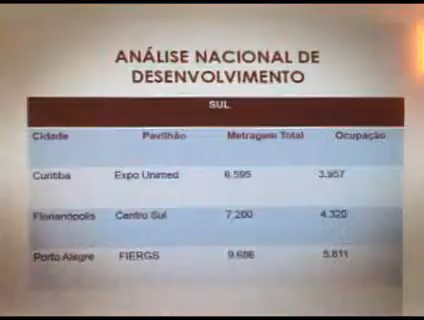 ANÁLISE NACIONAL DE
DESENVOLVIMENTO
SUL
Cidade Pavilhão Metragem Total Ocupação
Curitiba Expo Unimed 6.595 3.957
Florianópolis Centro Sul 7.200 4.320
Porto Alegre FIERGS 9.686 5.811